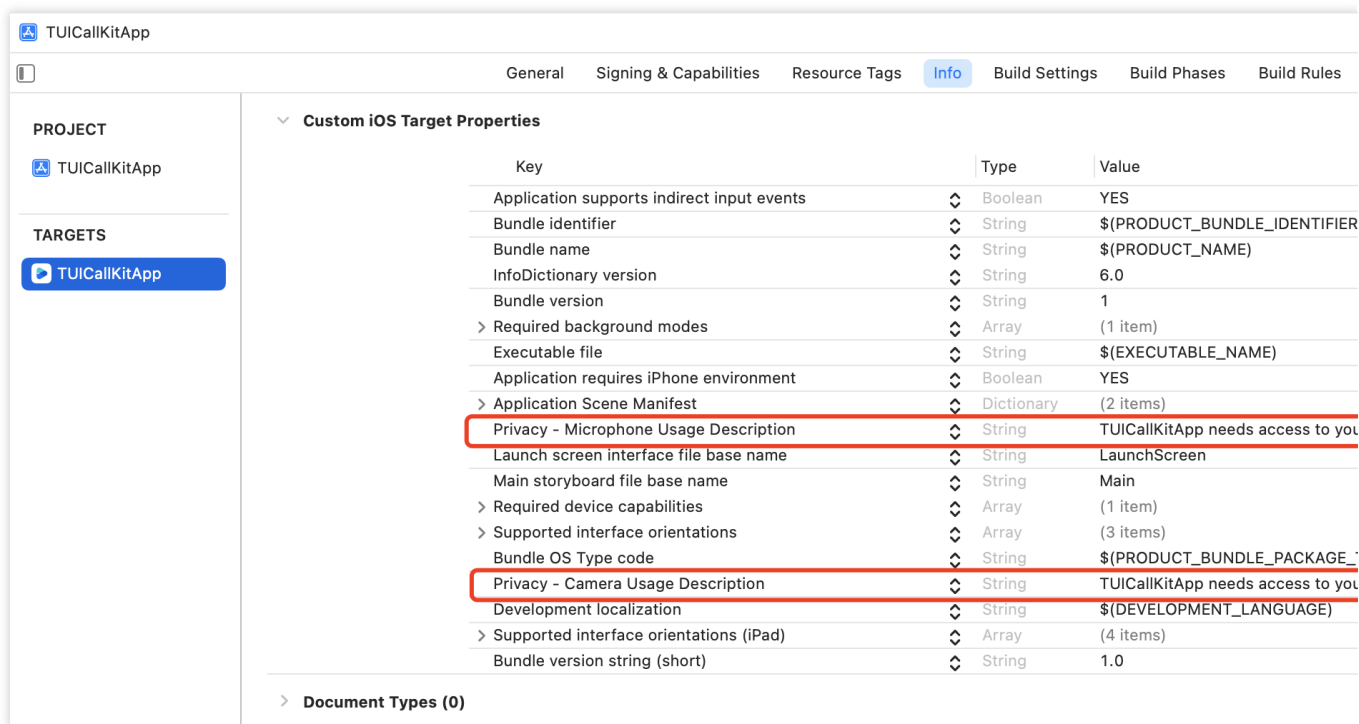 TUICallKitApp
General Signing & Capabilities Resource Tags Info Build Settings Build Phases Build Rules
PROJECT
TUICallKitApp
TARGETS
TUICallKitApp
Custom iOS Target Properties
Key Type Value
Application supports indirect input events Boolean YES
Bundle identifier String $(PRODUCT_BUNDLE_IDENTIFIER
Bundle name String $(PRODUCT_NAME)
InfoDictionary version String 6.0
Bundle version String 1
Required background modes Array (1 item)
Executable file String $(EXECUTABLE_NAME)
Application requires iPhone environment Boolean YES
Application Scene Manifest Dictionary (2 items)
Privacy - Microphone Usage Description String TUICallKitApp needs access to you
Launch screen interface file base name String LaunchScreen
Main storyboard file base name String Main
Required device capabilities Array (1 item)
Supported interface orientations Array (3 items)
Bundle OS Type code String $(PRODUCT_BUNDLE_PACKAGE_T
Privacy - Camera Usage Description String TUICallKitApp needs access to you
Development localization String $(DEVELOPMENT_LANGUAGE)
Supported interface orientations (iPad) Array (4 items)
Bundle version string (short) String 1.0
Document Types (0)